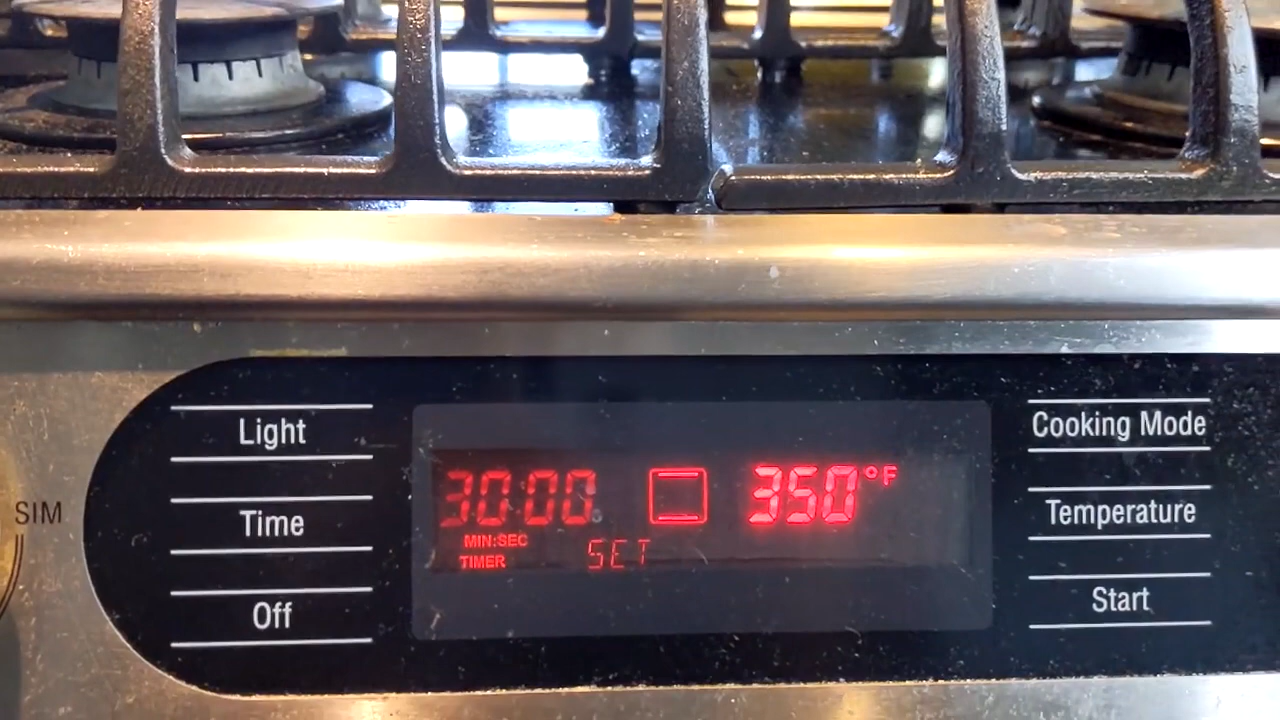 Light
Cooking Mode
30:00 350°F
SIM
Time
Temperature
MIN:SEC
TIMER
SET
Off
Start